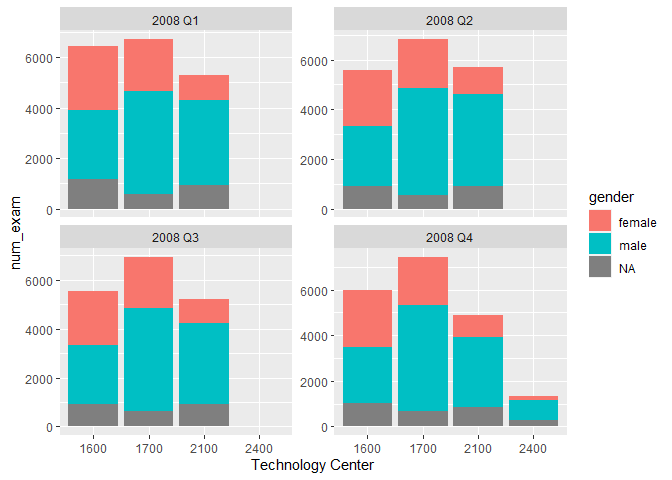 2008 Q1
2008 Q2
6000
4000
2000
0
6000
4000
2000
0
2008 Q3
2008 Q4
6000
4000
2000
0
6000
4000
2000
0
1600 1700 2100 2400
1600 1700 2100 2400
Technology Center
num_exam
gender
female
male
NA